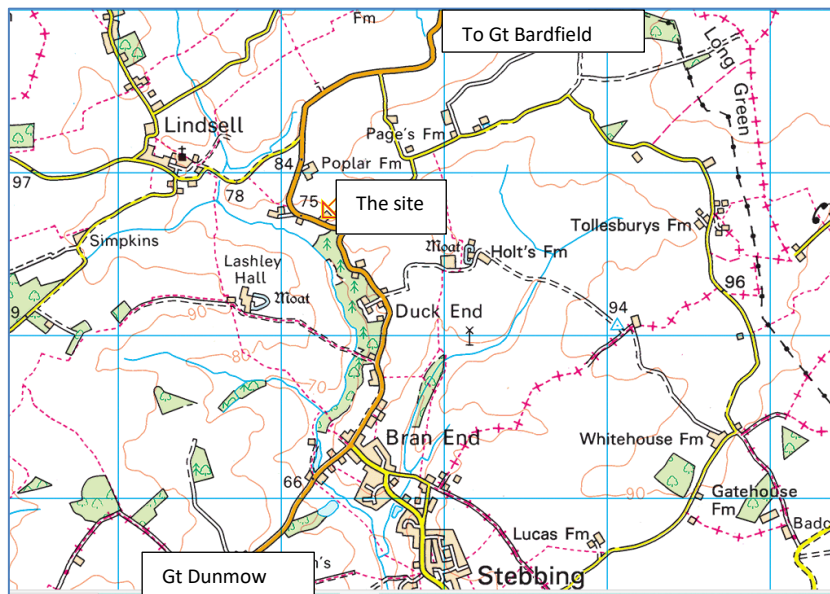 Fm
To Gt Bardfield
Long
Green
Lindsell
Page's Fm
84
Poplar Fm
97
78
75
The site
Tollesburys Fm
Simpkins
Moat
Holt's Fm
Lashley
Hall
Moat
96
9
90
Duck End
94
80
70
Bran End
Whitehouse Fm
66
90
Gatehouse
Fm
Lucas Fm
Badc
Gt Dunmow
n's
Stebbing